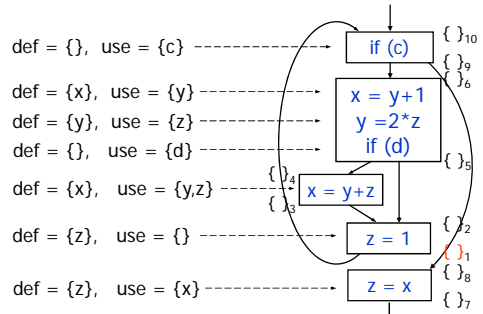 { }10
def = {}, use = {c}
if (c)
{ }9
{ }6
def = {x}, use = {y}
x = y+1
def = {y}, use = {z}
y =2*z
def = {}, use = {d}
if (d)
{ }5
{ }4
def = {x}, use = {y,z}
x = y+z
{ }3
{ }2
def = {z}, use = {}
z = 1
{ }1
{ }8
def = {z}, use = {x}
z = x
{ }7